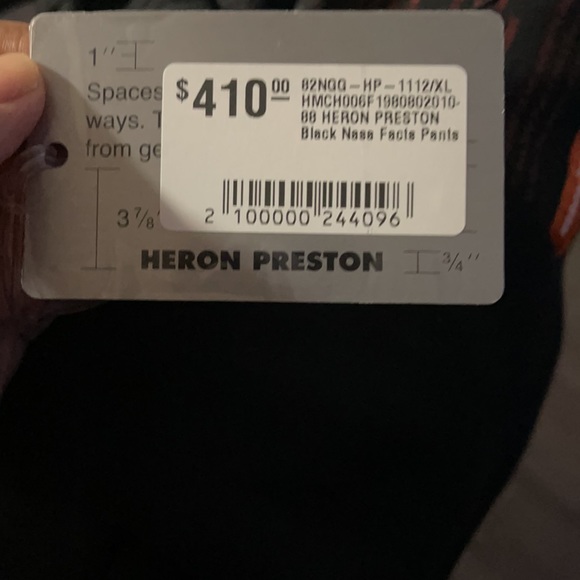 1''
Spaces
ways. T
from ge
3 7/8
$410.00
82NGG-HP-1112/XL
HMCH006F1980802010-
88 HERON PRESTON
Black Nasa Facts Pants
2 100000 244096
HERON PRESTON
3/4''